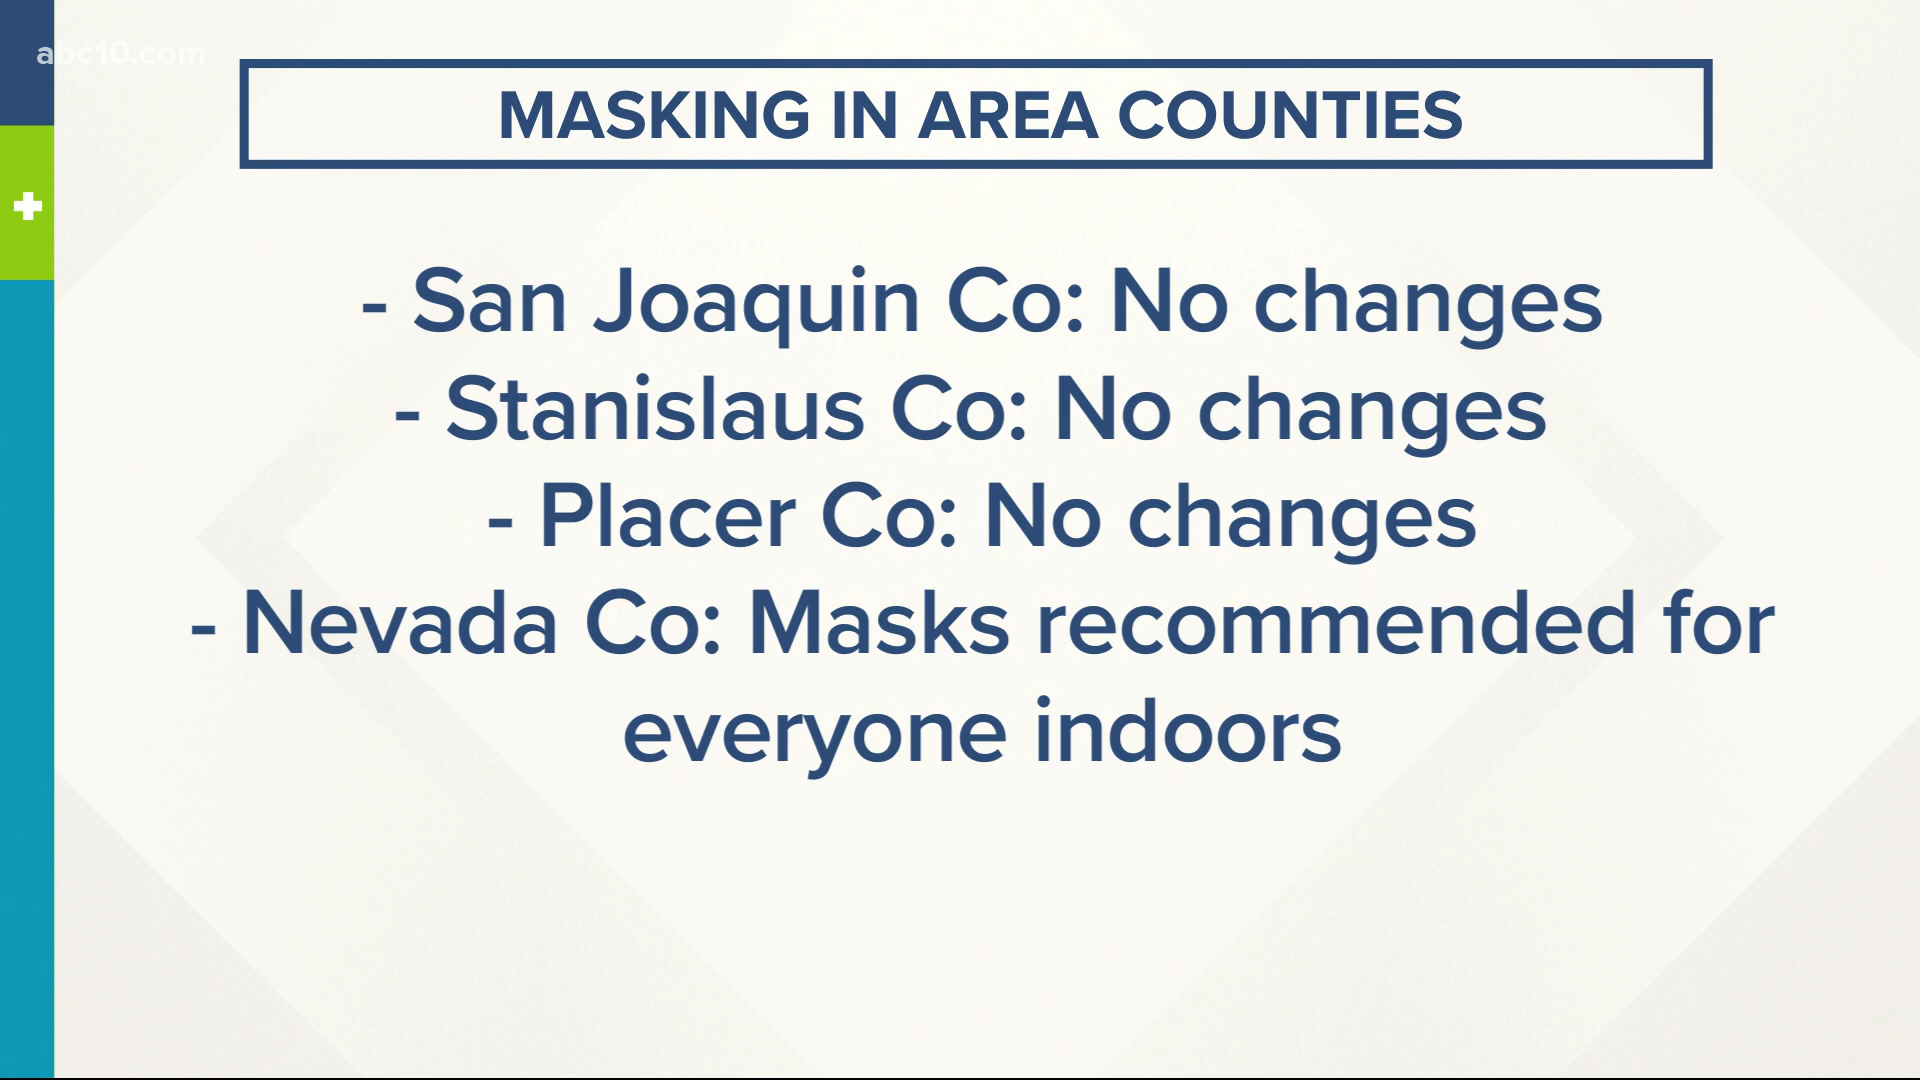 abc10.com
MASKING IN AREA COUNTIES
- San Joaquin Co: No changes
- Stanislaus Co: No changes
- Placer Co: No changes
- Nevada Co: Masks recommended for
everyone indoors